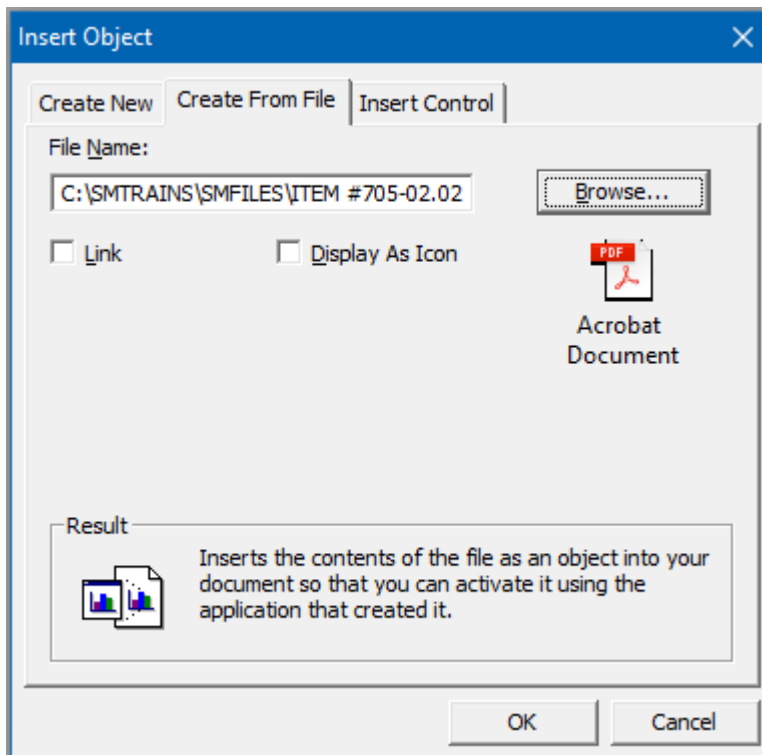 Insert Object
Create New Create From File Insert Control
File Name:
C:\SMTRAINS\SMFILES\ITEM #705-02.02 Browse...
Link Display As Icon
PDF
Acrobat
Document
Result
Inserts the contents of the file as an object into your
document so that you can activate it using the
application that created it.
OK Cancel